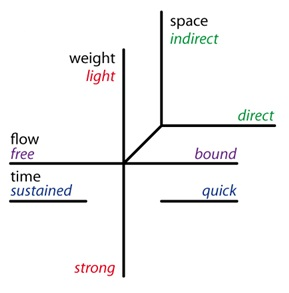 space
indirect
weight
light
direct
flow
free
bound
time
sustained
quick
strong